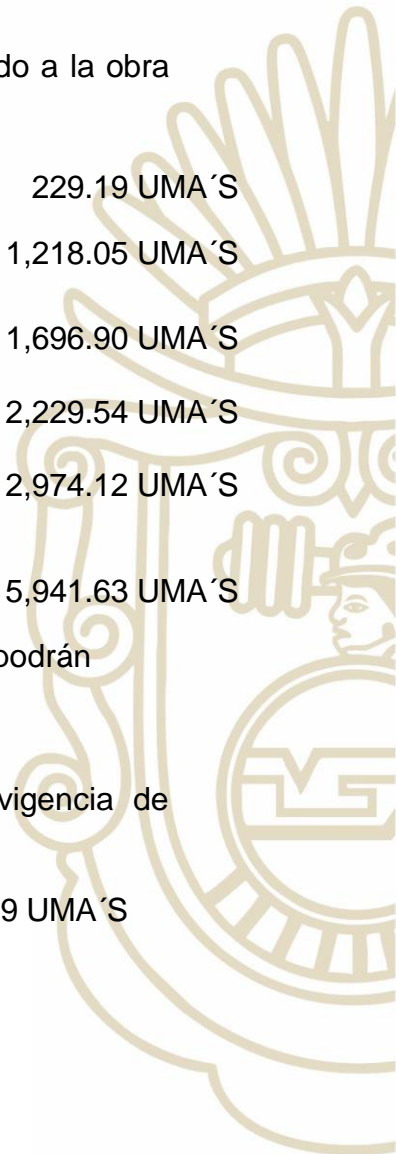 do a la obra
229.19 UMA´S
1,218.05 UMA´S
1,696.90 UMA´S
2,229.54 UMA´S
2,974.12 UMA´S
5,941.63 UMA´S
podrán
vigencia de
9 UMA´S